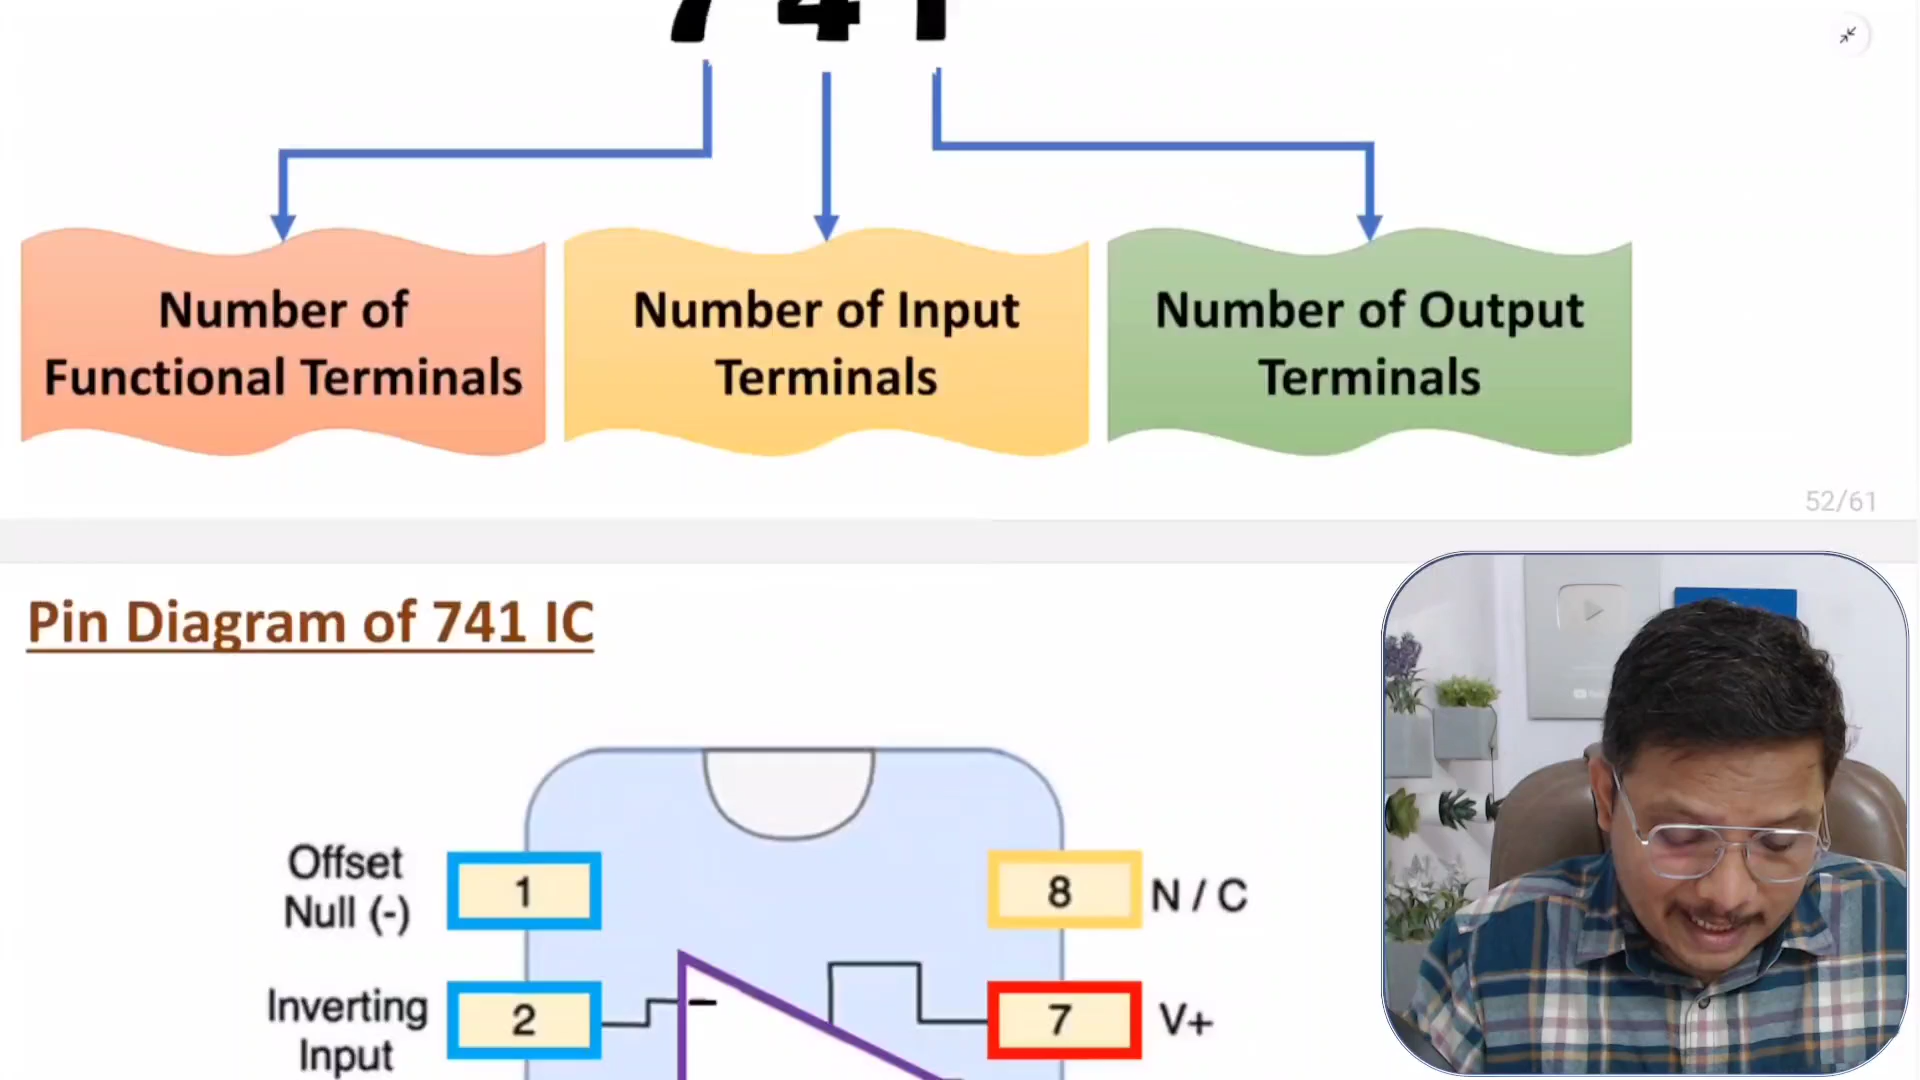 741
Number of
Functional Terminals
Number of Input
Terminals
Number of Output
Terminals
52/61
Pin Diagram of 741 IC
Offset
Null (-)
1
8
N / C
Inverting
Input
2
-
7
V+